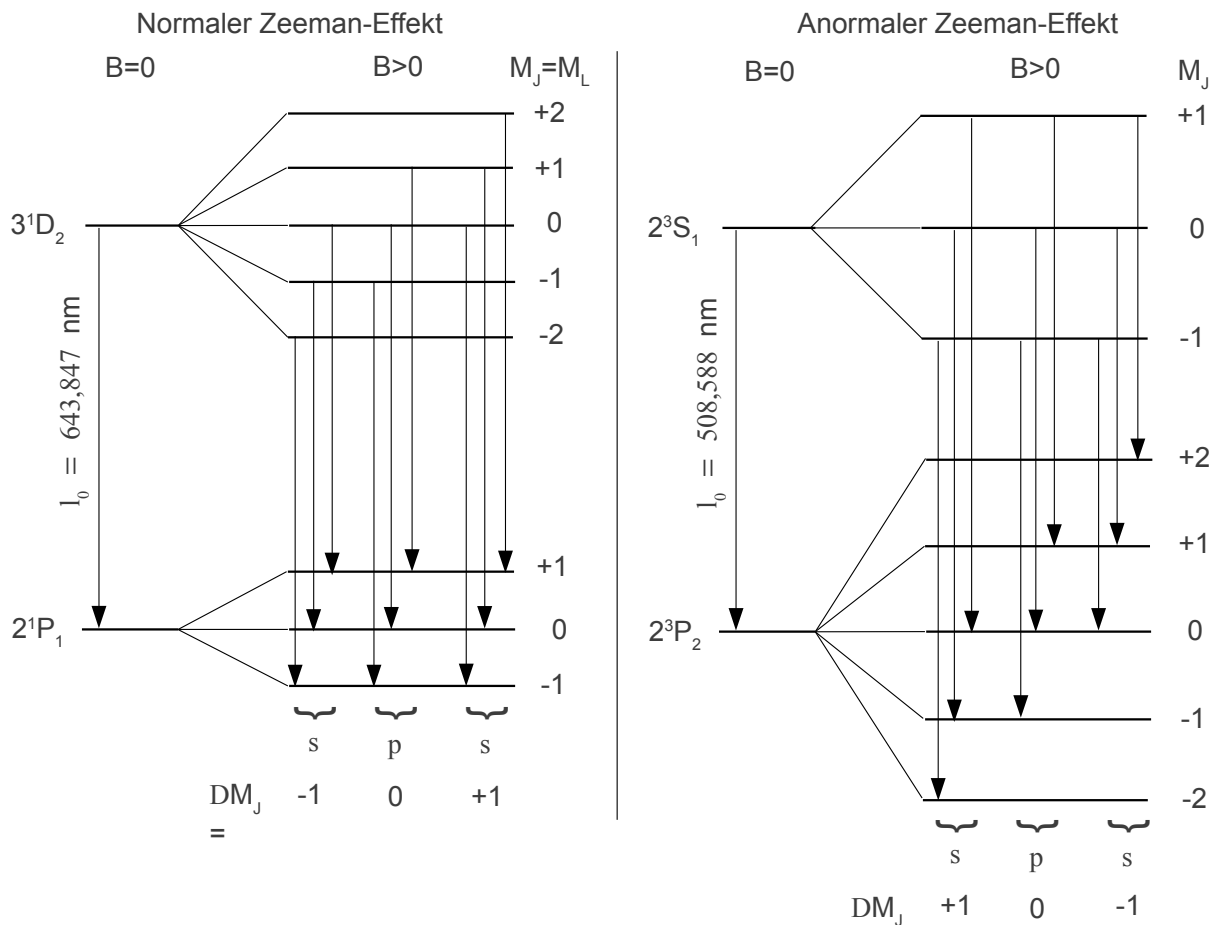 Normaler Zeeman-Effekt
B=0 B>0 M_J=M_L
+2
+1
3¹D₂ 0
-1
-2
l₀ = 643,847 nm
+1
2¹P₁ 0
-1
s p s
DM_J -1 0 +1
=
Anormaler Zeeman-Effekt
B=0 B>0 M_J
+1
2³S₁ 0
-1
l₀ = 508,588 nm
+2
+1
2³P₂ 0
-1
-2
s p s
DM_J +1 0 -1